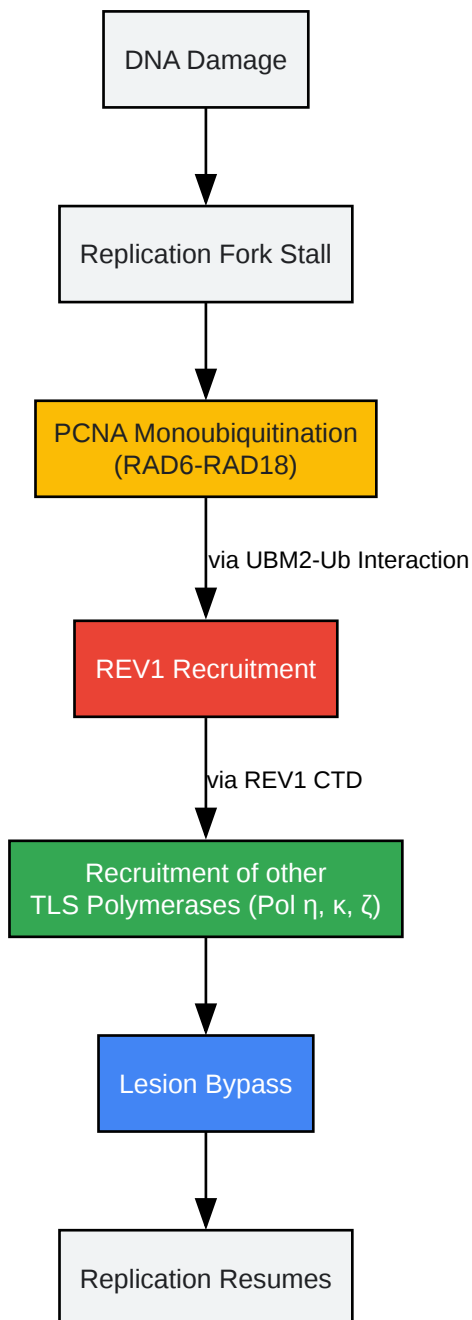 DNA Damage
Replication Fork Stall
PCNA Monoubiquitination
(RAD6-RAD18)
via UBM2-Ub Interaction
REV1 Recruitment
via REV1 CTD
Recruitment of other
TLS Polymerases (Pol η, κ, ζ)
Lesion Bypass
Replication Resumes